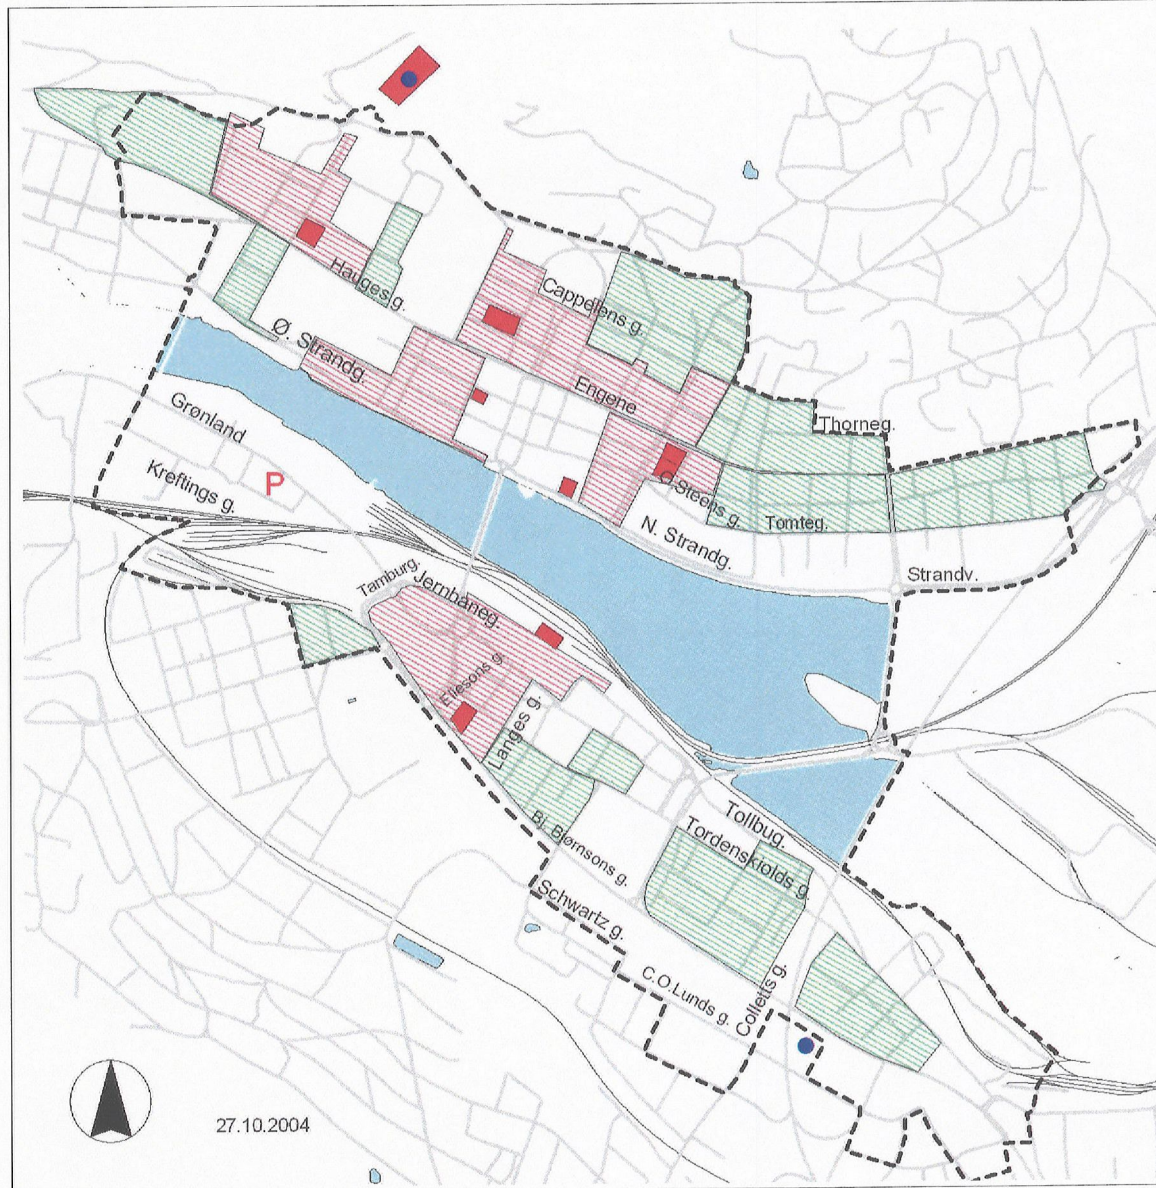 Hauges g.
Cappelens g.
Ø. Strandg.
Engene
Grønland
Thorneg.
Kreftings g.
P
C Steens g.
Tomteg.
N. Strandg.
Tamburg.
Jernbaneg.
Strandv.
Eliesons g.
Langes g.
Tollbug.
Tordenskiolds g
Bj. Bjørnsons g.
Schwartz g.
C.O.Lunds g.
Colletts g.
27.10.2004